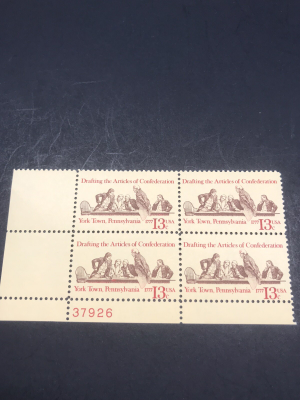 Drafting the Articles of Confederation
York Town, Pennsylvania 1777 13c USA
Drafting the Articles of Confederation
York Town, Pennsylvania 1777 13c USA
Drafting the Articles of Confederation
York Town, Pennsylvania 1777 13c USA
Drafting the Articles of Confederation
York Town, Pennsylvania 1777 13c USA
37926